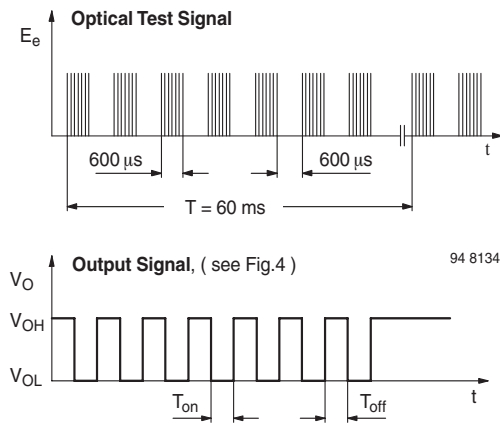 Optical Test Signal
Ee
t
600 µs
600 µs
T = 60 ms
94 8134
Output Signal, ( see Fig.4 )
VO
VOH
VOL
Ton
Toff
t